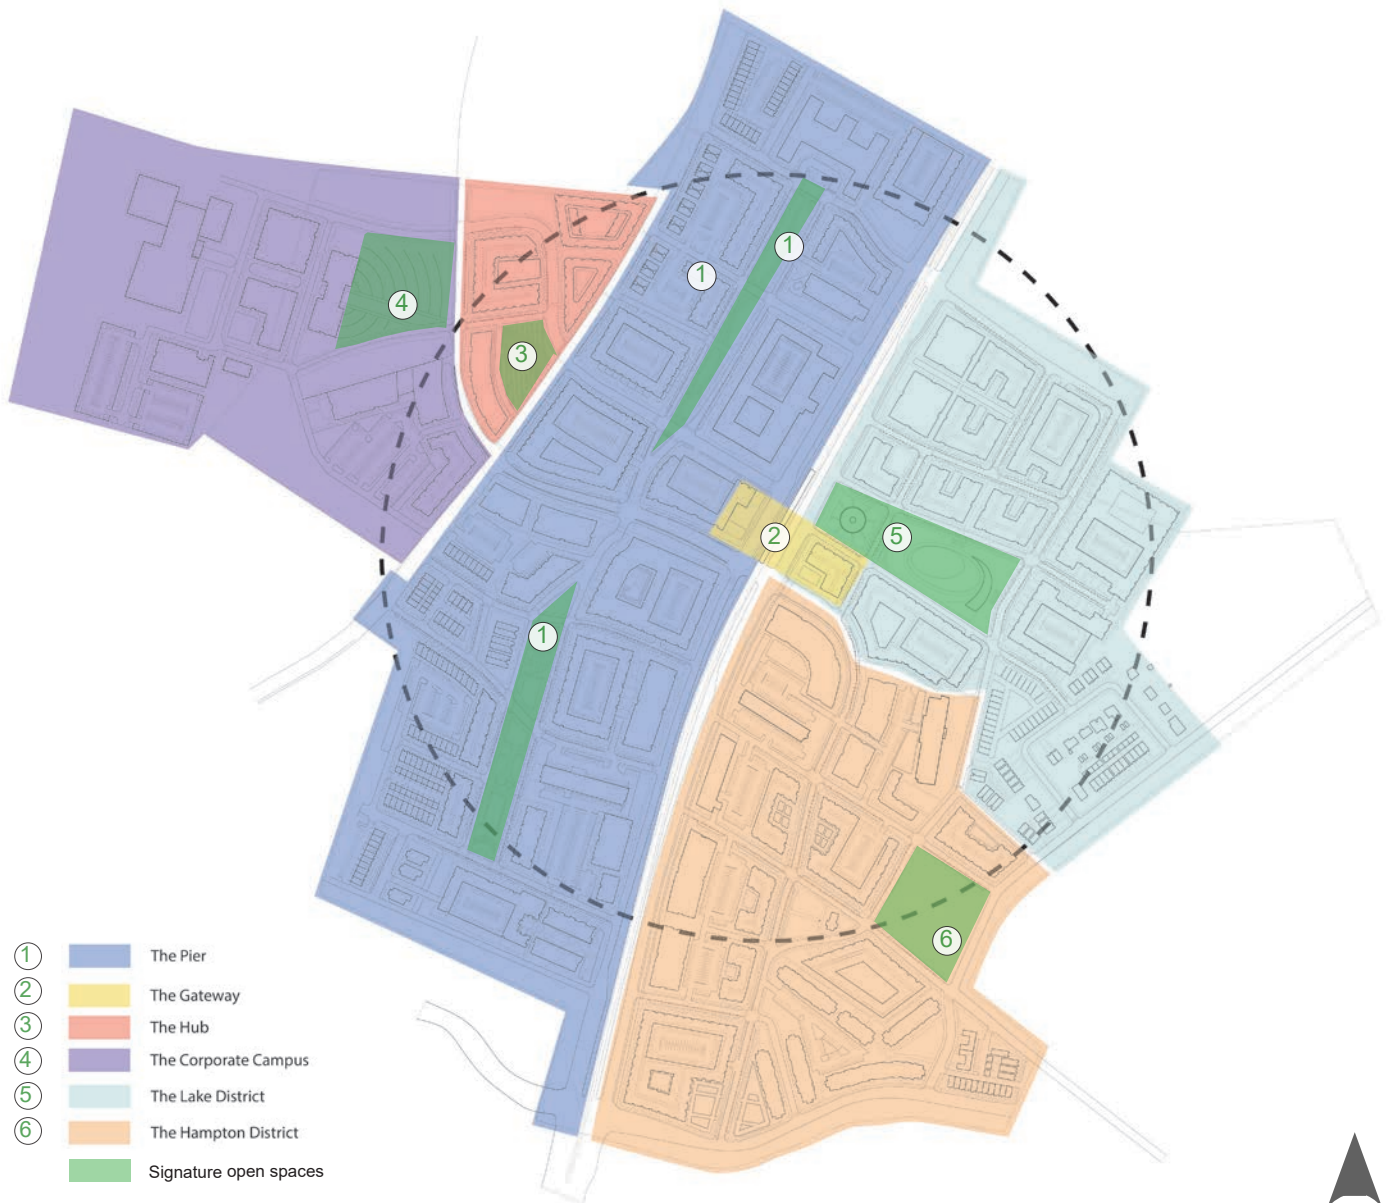 1
1
4
3
2
5
1
6
1 The Pier
2 The Gateway
3 The Hub
4 The Corporate Campus
5 The Lake District
6 The Hampton District
Signature open spaces